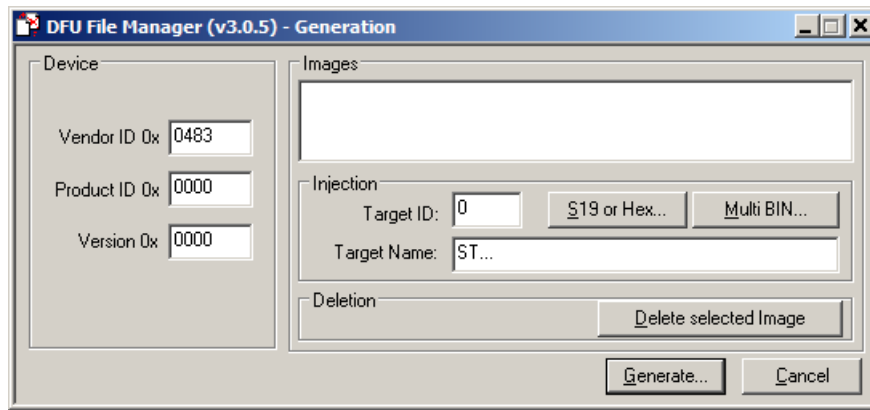 DFU File Manager (v3.0.5) - Generation
Device
Vendor ID 0x 0483
Product ID 0x 0000
Version 0x 0000
Images
Injection
Target ID: 0
S19 or Hex...
Multi BIN...
Target Name: ST...
Deletion
Delete selected Image
Generate...
Cancel